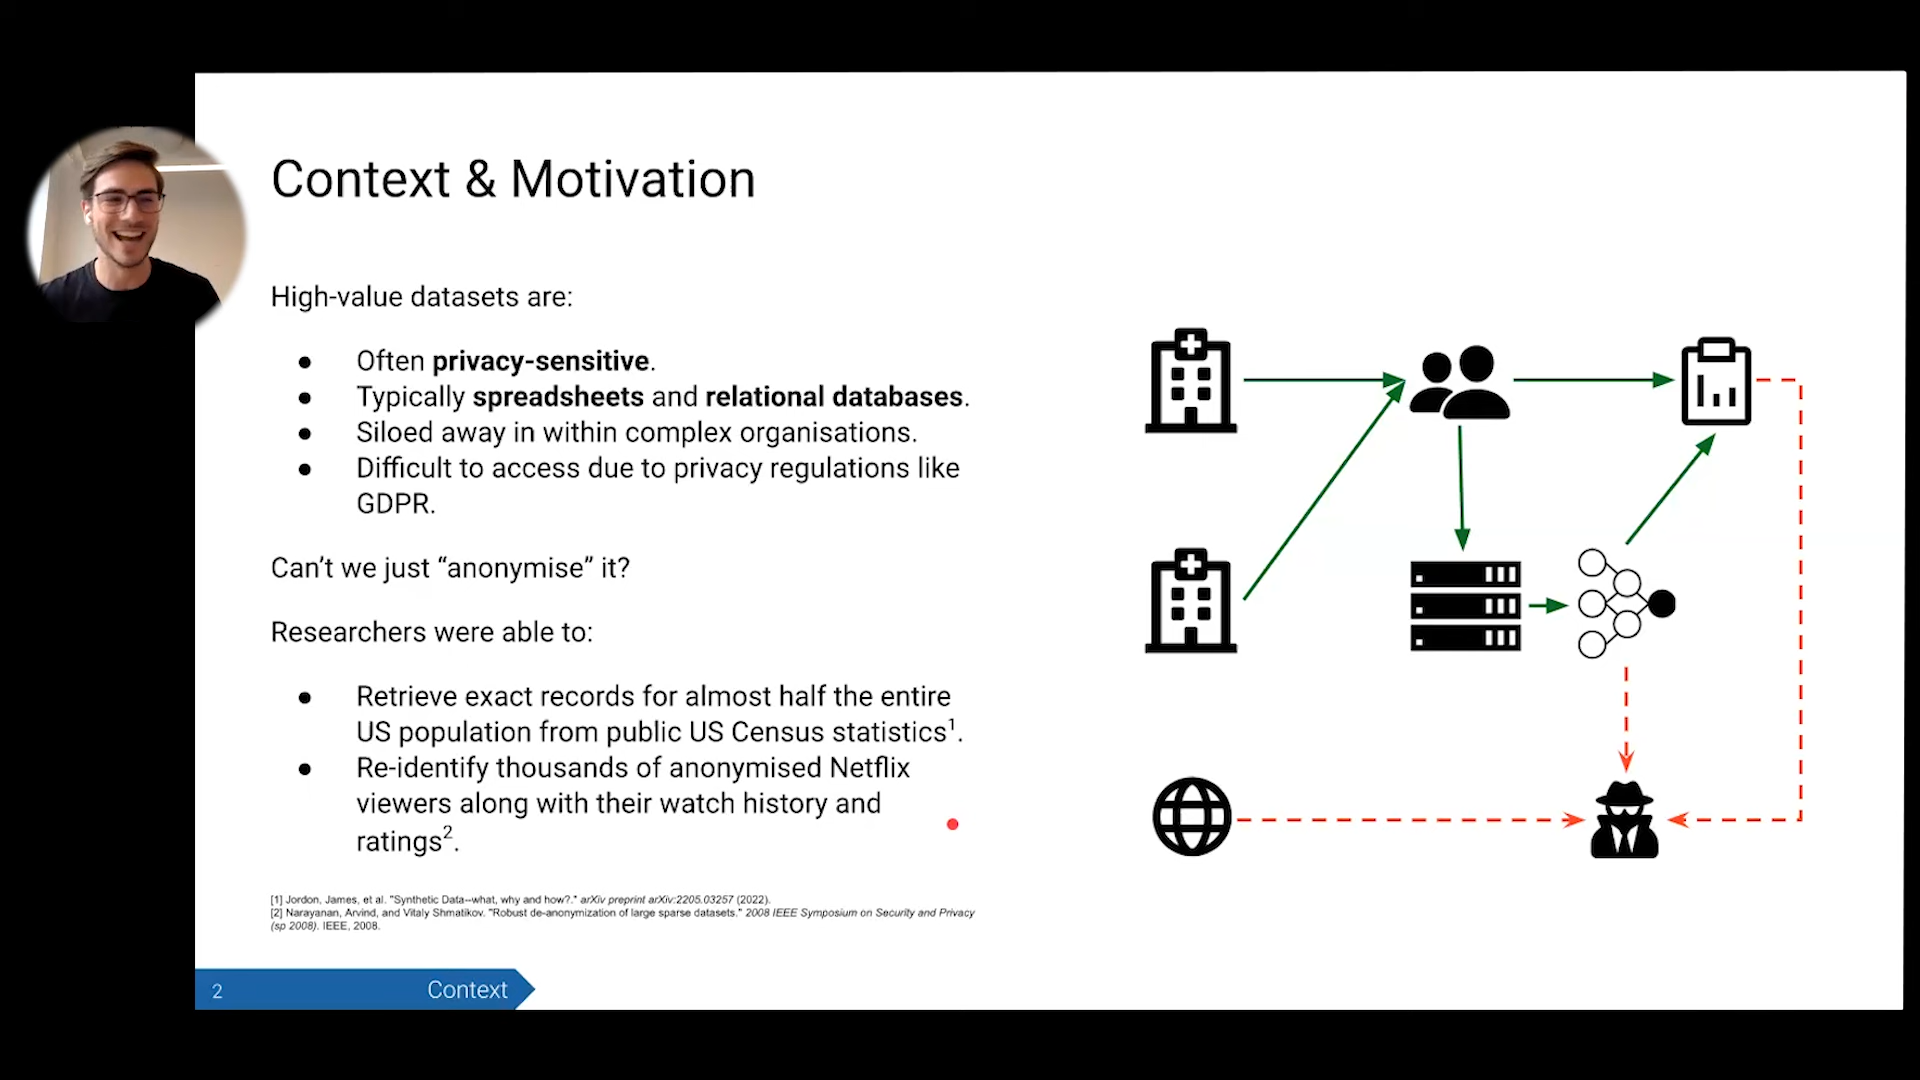 Context & Motivation
High-value datasets are:
● Often privacy-sensitive.
● Typically spreadsheets and relational databases.
● Siloed away in within complex organisations.
● Difficult to access due to privacy regulations like
GDPR.
Can’t we just “anonymise” it?
Researchers were able to:
● Retrieve exact records for almost half the entire
US population from public US Census statistics1.
● Re-identify thousands of anonymised Netflix
viewers along with their watch history and
ratings2.
[1] Jordon, James, et al. "Synthetic Data--what, why and how?." arXiv preprint arXiv:2205.03257 (2022).
[2] Narayanan, Arvind, and Vitaly Shmatikov. "Robust de-anonymization of large sparse datasets." 2008 IEEE Symposium on Security and Privacy
(sp 2008). IEEE, 2008.
2 Context